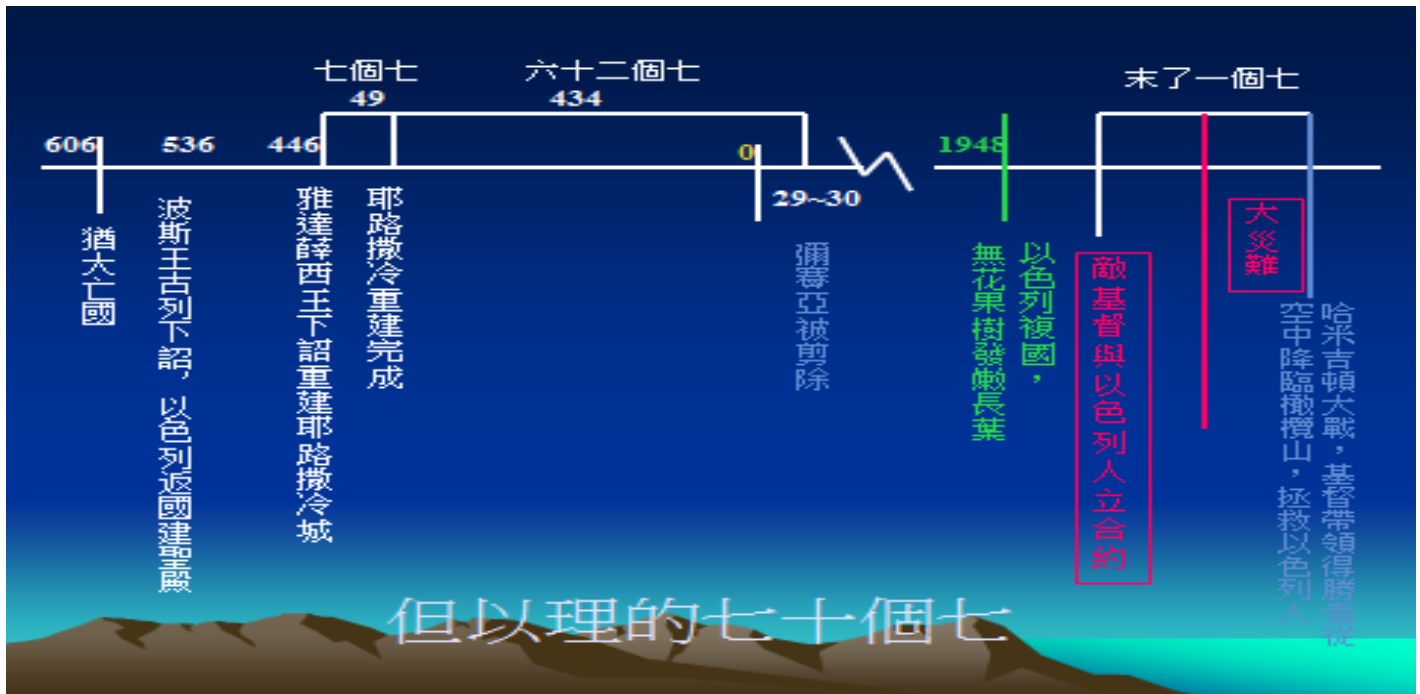 七個七
六十二個七
末了一個七
49
434
606
536
446
0
1948
29~30
猶大亡國
波斯王古列下詔，以色列返國建聖殿
雅達薛西王下詔重建耶路撒冷城
耶路撒冷重建完成
彌賽亞被剪除
以色列複國，
無花果樹發嫩長葉
敵基督與以色列人立合約
大災難
哈米吉頓大戰，基督帶領得勝者從
空中降臨橄欖山，拯救以色列人
但以理的七十個七